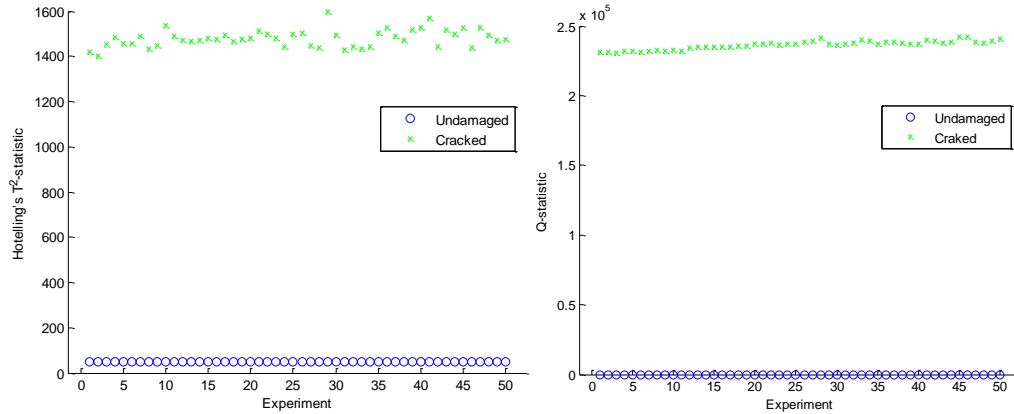 1600
1400
1200
1000
800
600
400
200
0
Hotelling's T²-statistic
Undamaged
Cracked
0 5 10 15 20 25 30 35 40 45 50
Experiment
x 10⁵
2.5
2
1.5
1
0.5
0
Q-statistic
Undamaged
Craked
0 5 10 15 20 25 30 35 40 45 50
Experiment